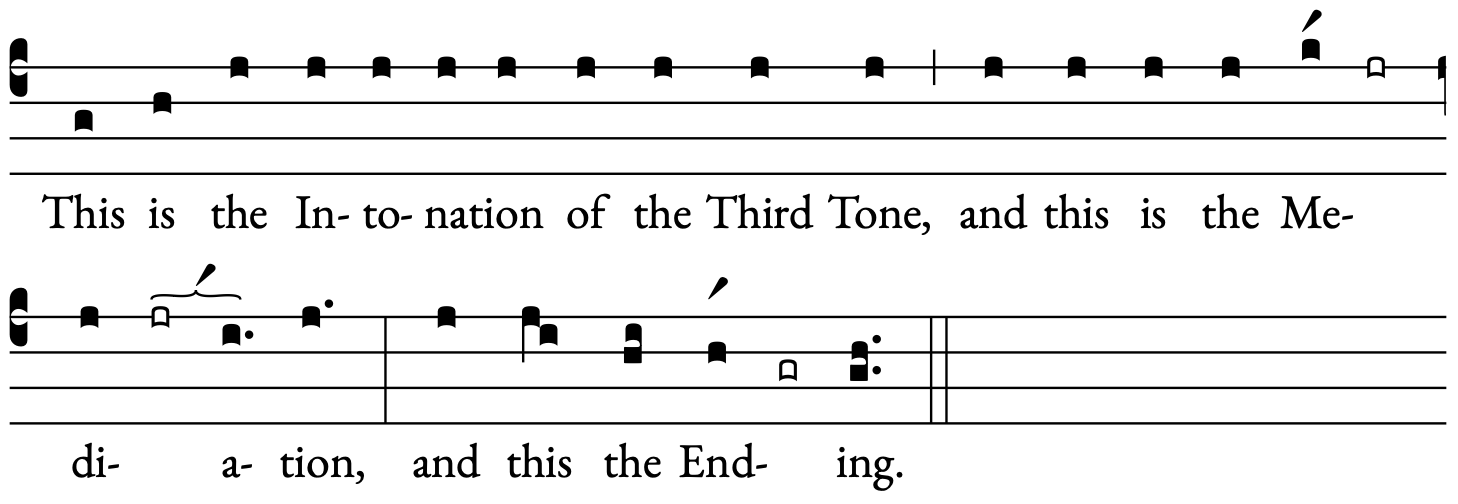 This is the In- to- nation of the Third Tone, and this is the Me-
di- a- tion, and this the End- ing.